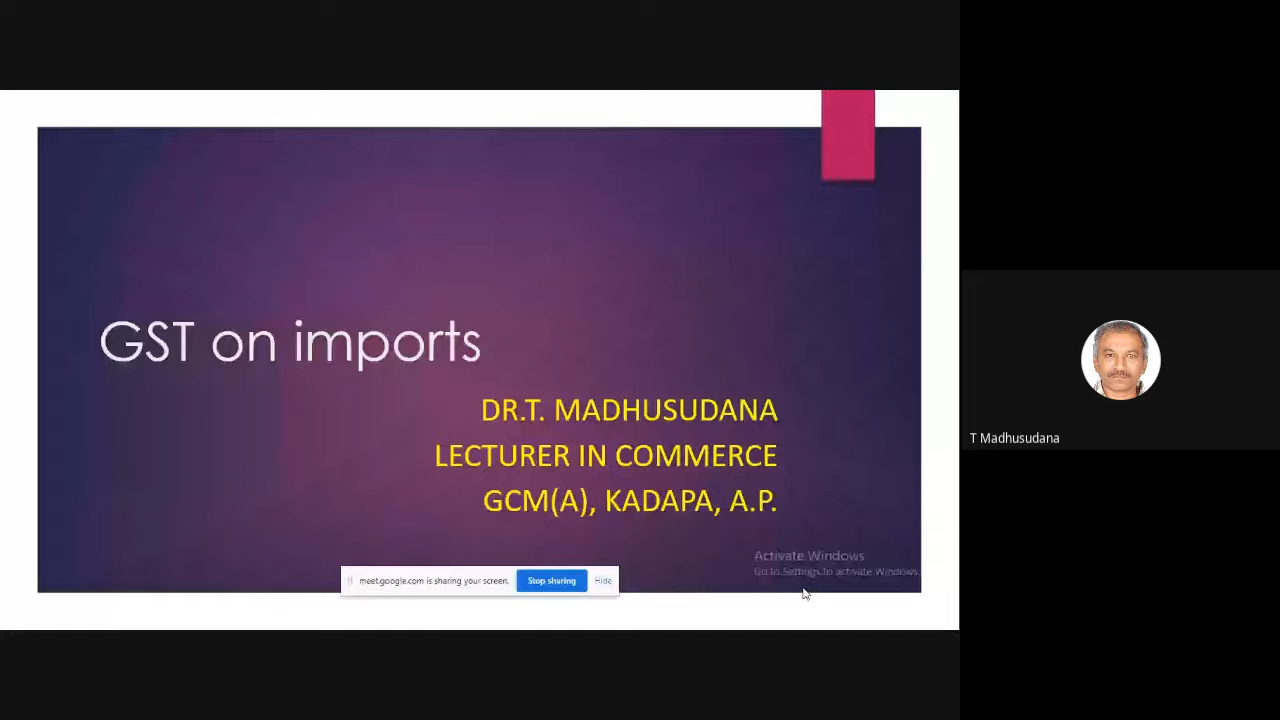 GST on imports
DR.T. MADHUSUDANA
LECTURER IN COMMERCE
GCM(A), KADAPA, A.P.
Activate Windows
Go to Settings to activate Windows.
meet.google.com is sharing your screen.
Stop sharing
Hide
T Madhusudana